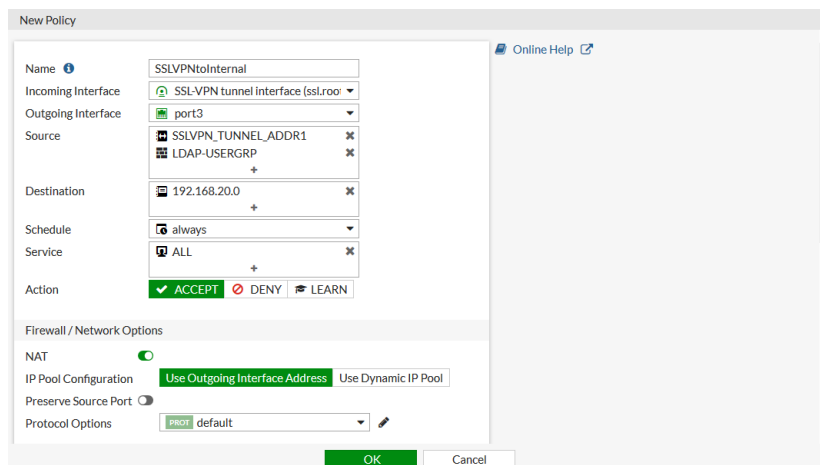 New Policy
Online Help
Name SSLVPNtoInternal
Incoming Interface SSL-VPN tunnel interface (ssl.roo
Outgoing Interface port3
Source SSLVPN_TUNNEL_ADDR1
LDAP-USERGRP
+
Destination 192.168.20.0
+
Schedule always
Service ALL
+
Action ACCEPT DENY LEARN
Firewall / Network Options
NAT
IP Pool Configuration Use Outgoing Interface Address Use Dynamic IP Pool
Preserve Source Port
Protocol Options PROT default
OK Cancel